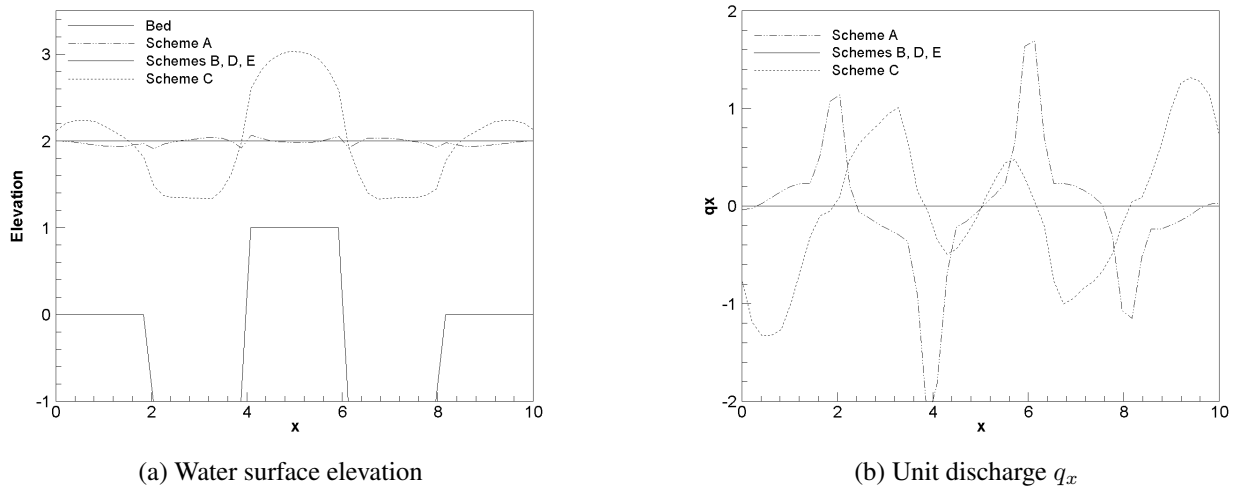 Bed
Scheme A
Schemes B, D, E
Scheme C
3
2
1
0
-1
Elevation
0 2 4 6 8 10
x
(a) Water surface elevation
Scheme A
Schemes B, D, E
Scheme C
2
1
0
-1
-2
qx
0 2 4 6 8 10
x
(b) Unit discharge qx